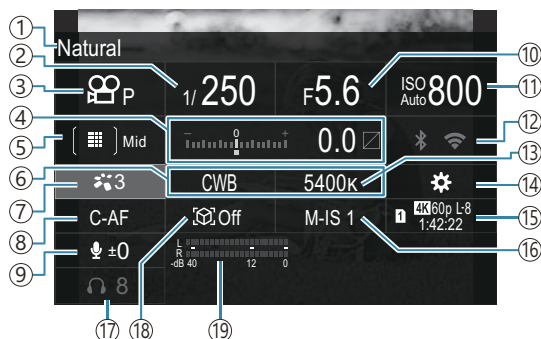 ① Natural
② 1/250 F5.6 ⑩
③ P ISO Auto 800 ⑪
④ − 0 + 0.0
⑤ Mid ⑫
⑥ CWB 5400K ⑬
⑦ 3 ⑭
⑧ C-AF Off M-IS 1 1 4K 60p L-8 ⑮
1:42:22
⑨ ±0 L
R
-dB 40 12 0 ⑯
8
⑰ ⑱ ⑲